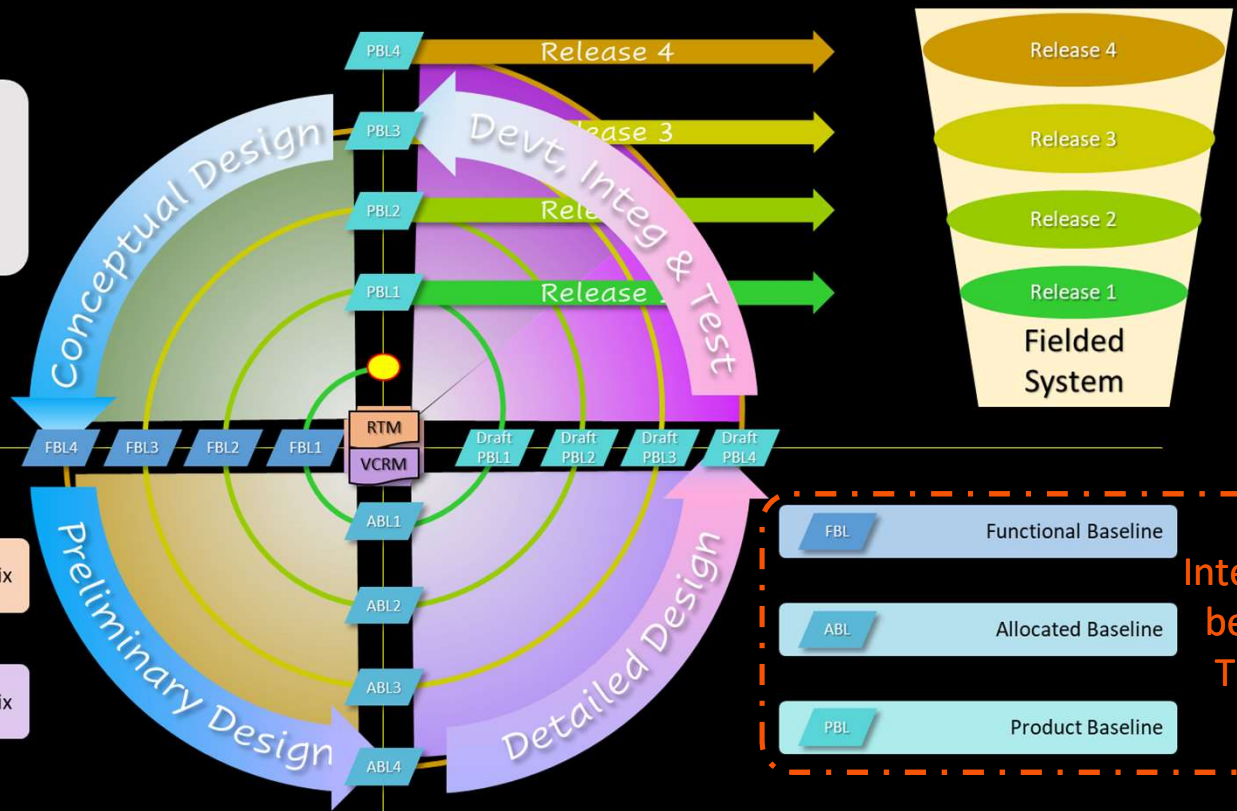 PBL4
Release 4
PBL3
PBL2
PBL1
Release
Conceptual Design
Devt, Integ & Test
Preliminary Design
Detailed Design
RTM
VCRM
FBL4
FBL3
FBL2
FBL1
Draft
PBL1
Draft
PBL2
Draft
PBL3
Draft
PBL4
ABL1
ABL2
ABL3
ABL4
Release 4
Release 3
Release 2
Release 1
Fielded
System
FBL
Functional Baseline
ABL
Allocated Baseline
PBL
Product Baseline